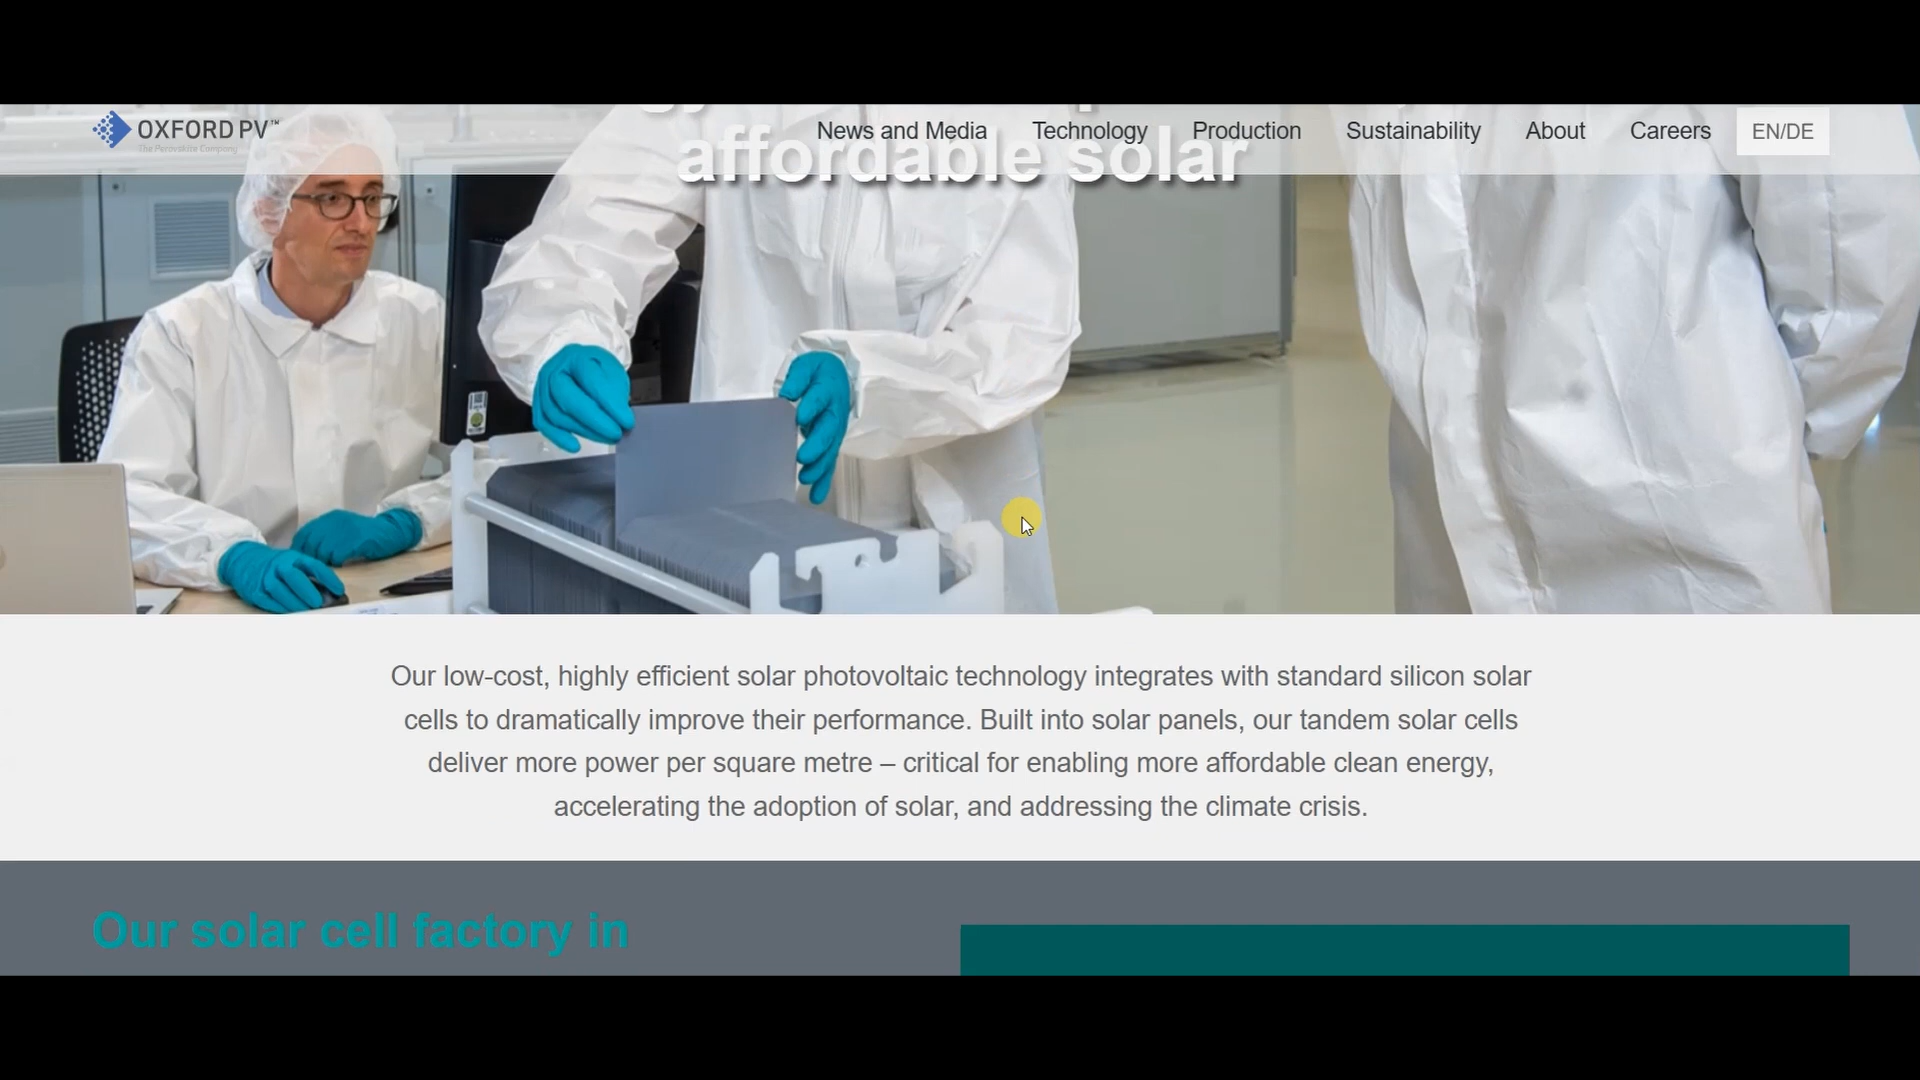 OXFORD PV™
The Perovskite Company
News and Media
Technology
Production
Sustainability
About
Careers
EN/DE
affordable solar
Our low-cost, highly efficient solar photovoltaic technology integrates with standard silicon solar
cells to dramatically improve their performance. Built into solar panels, our tandem solar cells
deliver more power per square metre – critical for enabling more affordable clean energy,
accelerating the adoption of solar, and addressing the climate crisis.
Our solar cell factory in